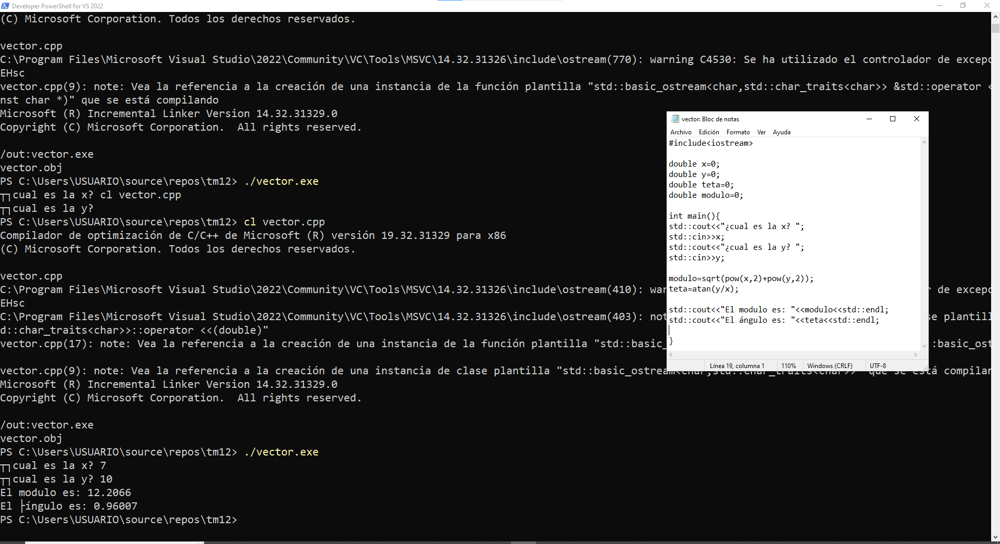 Developer PowerShell for VS 2022
(C) Microsoft Corporation. Todos los derechos reservados.
vector.cpp
C:\Program Files\Microsoft Visual Studio\2022\Community\VC\Tools\MSVC\14.32.31326\include\ostream(770): warning C4530: Se ha utilizado el controlador de excepc
EHsc
vector.cpp(9): note: Vea la referencia a la creación de una instancia de la función plantilla "std::basic_ostream<char,std::char_traits<char>> &std::operator <
nst char *)" que se está compilando
Microsoft (R) Incremental Linker Version 14.32.31329.0
Copyright (C) Microsoft Corporation.  All rights reserved.
/out:vector.exe
vector.obj
PS C:\Users\USUARIO\source\repos\tm12> ./vector.exe
┬┐cual es la x? cl vector.cpp
┬┐cual es la y?
PS C:\Users\USUARIO\source\repos\tm12> cl vector.cpp
Compilador de optimización de C/C++ de Microsoft (R) versión 19.32.31329 para x86
(C) Microsoft Corporation. Todos los derechos reservados.
vector.cpp
C:\Program Files\Microsoft Visual Studio\2022\Community\VC\Tools\MSVC\14.32.31326\include\ostream(410): war
r de excepc
EHsc
C:\Program Files\Microsoft Visual Studio\2022\Community\VC\Tools\MSVC\14.32.31326\include\ostream(403): not
se plantill
d::char_traits<char>>::operator <<(double)"
vector.cpp(17): note: Vea la referencia a la creación de una instancia de la función plantilla "std::basic_
:basic_ost
vector.cpp(9): note: Vea la referencia a la creación de una instancia de clase plantilla "std::basic_ostream<char,std::char_traits<char>>" que se está compilan
Microsoft (R) Incremental Linker Version 14.32.31329.0
Copyright (C) Microsoft Corporation.  All rights reserved.
/out:vector.exe
vector.obj
PS C:\Users\USUARIO\source\repos\tm12> ./vector.exe
┬┐cual es la x? 7
┬┐cual es la y? 10
El modulo es: 12.2066
El ├íngulo es: 0.96007
PS C:\Users\USUARIO\source\repos\tm12>
vector: Bloc de notas
Archivo Edición Formato Ver Ayuda
#include<iostream>
double x=0;
double y=0;
double teta=0;
double modulo=0;
int main(){
std::cout<<"¿cual es la x? ";
std::cin>>x;
std::cout<<"¿cual es la y? ";
std::cin>>y;
modulo=sqrt(pow(x,2)+pow(y,2));
teta=atan(y/x);
std::cout<<"El modulo es: "<<modulo<<std::endl;
std::cout<<"El ángulo es: "<<teta<<std::endl;
}
Línea 19, columna 1 110% Windows (CRLF) UTF-8